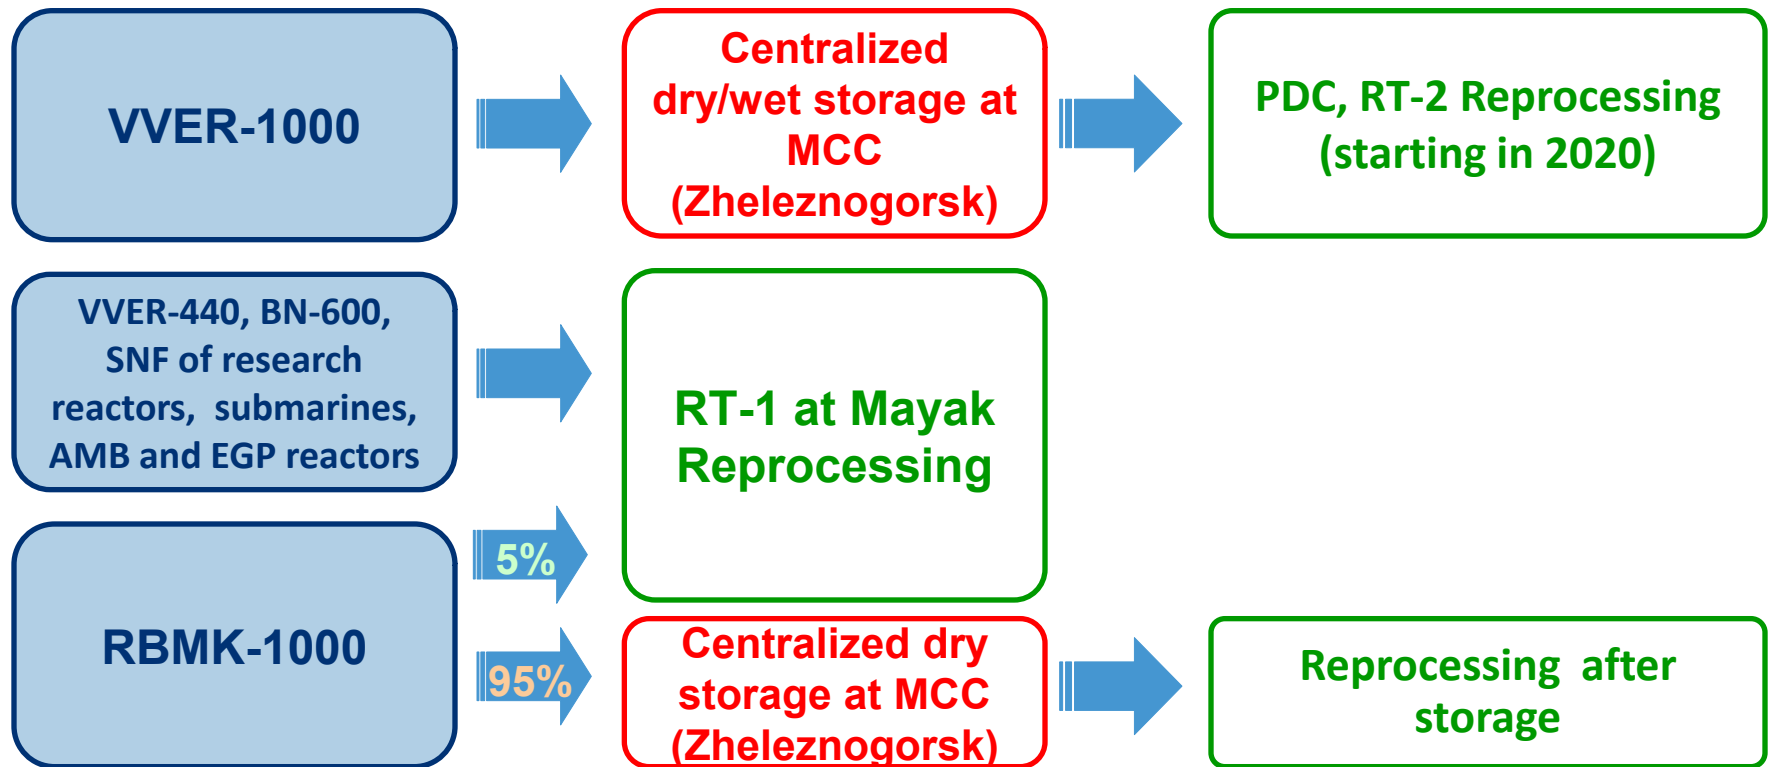 VVER-1000
Centralized
dry/wet storage at
MCC
(Zheleznogorsk)
PDC, RT-2 Reprocessing
(starting in 2020)
VVER-440, BN-600,
SNF of research
reactors, submarines,
AMB and EGP reactors
RT-1 at Mayak
Reprocessing
5%
RBMK-1000
95%
Centralized dry
storage at MCC
(Zheleznogorsk)
Reprocessing after
storage